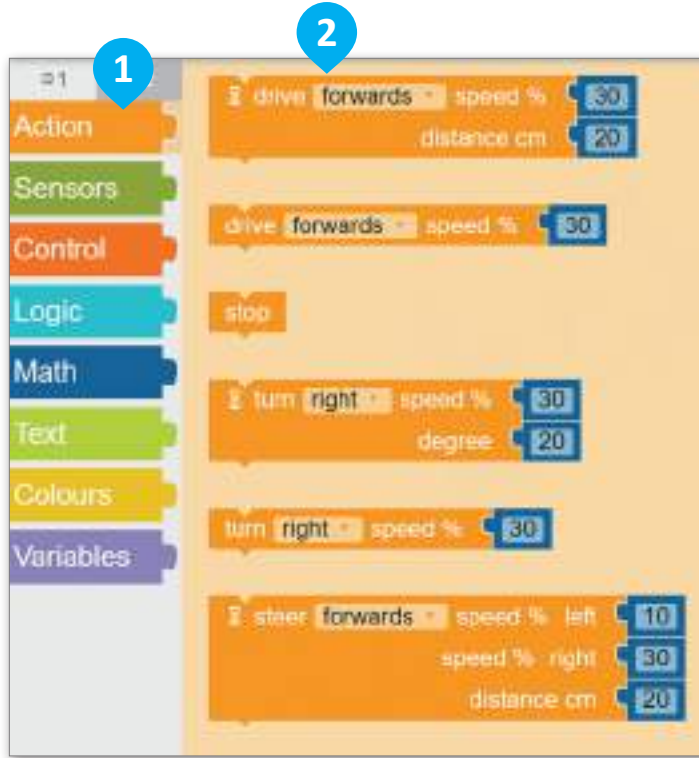 1
2
1
Action
Sensors
Control
Logic
Math
Text
Colours
Variables
drive forwards speed % 30
distance cm 20
drive forwards speed % 30
stop
turn right speed % 30
degree 20
turn right speed % 30
steer forwards speed % left 10
speed % right 30
distance cm 20